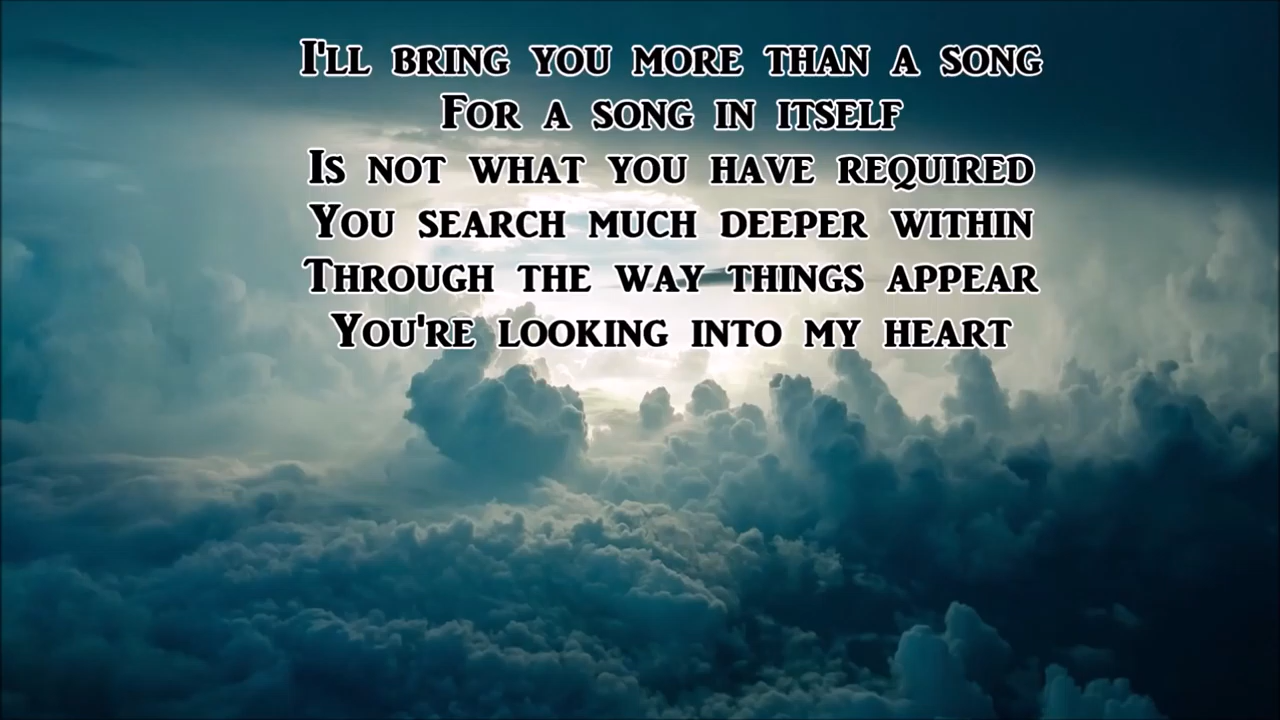 I'll bring you more than a song
For a song in itself
Is not what you have required
You search much deeper within
Through the way things appear
You're looking into my heart